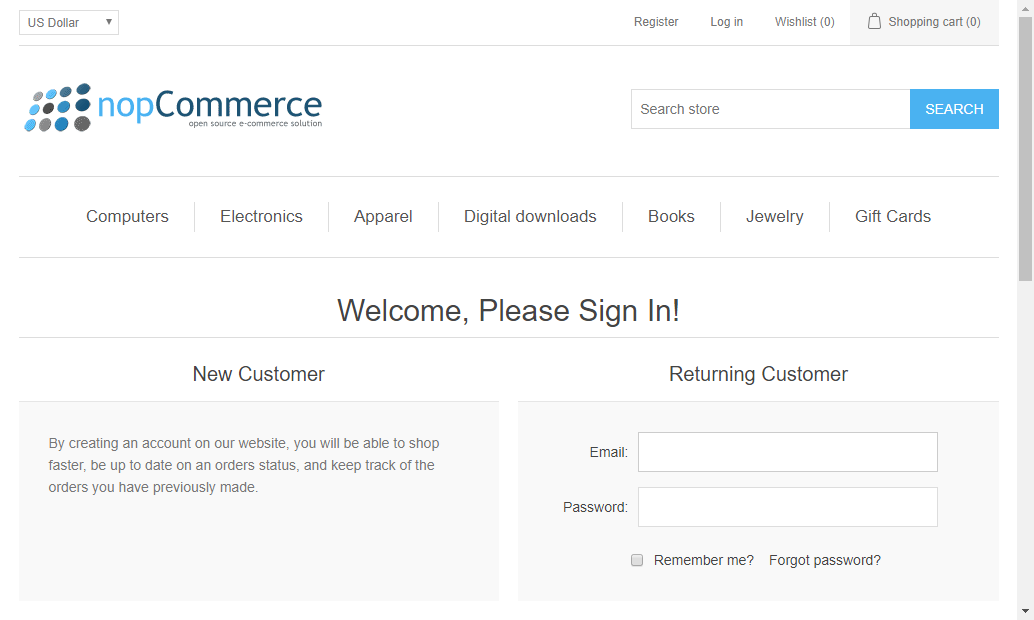 US Dollar
Register Log in Wishlist (0) Shopping cart (0)
nopCommerce
open source e-commerce solution
Search store SEARCH
Computers Electronics Apparel Digital downloads Books Jewelry Gift Cards
Welcome, Please Sign In!
New Customer
By creating an account on our website, you will be able to shop
faster, be up to date on an orders status, and keep track of the
orders you have previously made.
Returning Customer
Email:
Password:
Remember me? Forgot password?